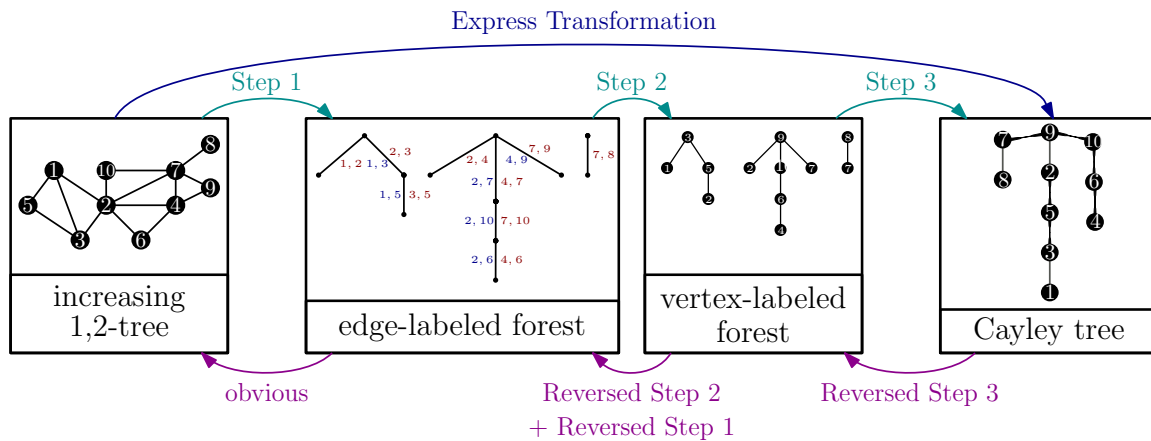 Express Transformation
Step 1
Step 2
Step 3
1
10
7
8
9
5
2
4
3
6
increasing
1,2-tree
2, 3
1, 2 1, 3
1, 5 3, 5
7, 9
2, 4 4, 9
2, 7 4, 7
2, 10 7, 10
2, 6 4, 6
7, 8
edge-labeled forest
3
1 5
2
9
2 11 7
6
4
8
7
vertex-labeled
forest
7 9 10
8 2 6
5 4
3
1
Cayley tree
obvious
Reversed Step 2
+ Reversed Step 1
Reversed Step 3